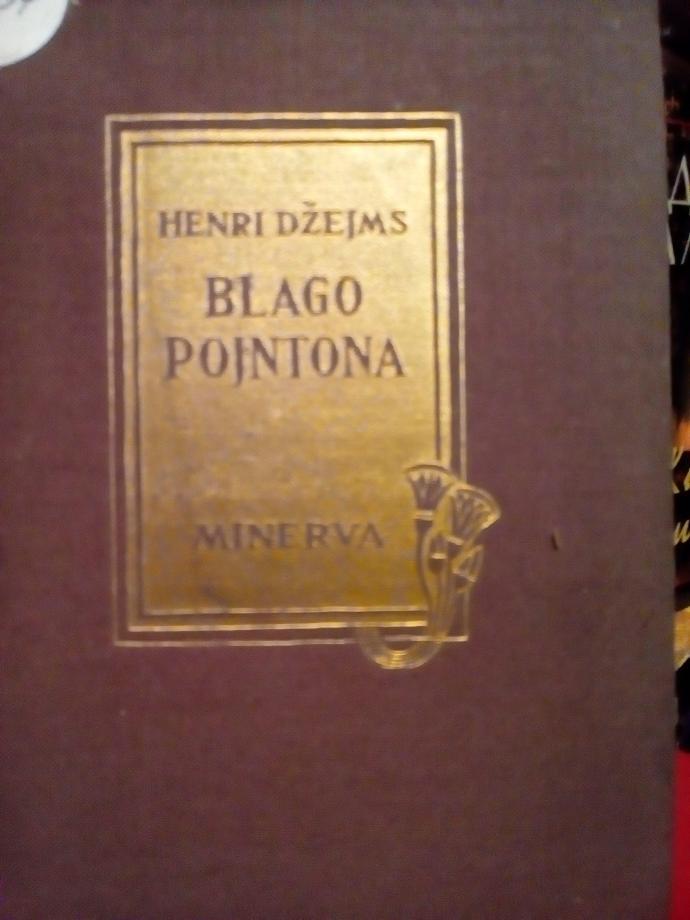 HENRI DŽEJMS
BLAGO
POJNTONA
MINERVA